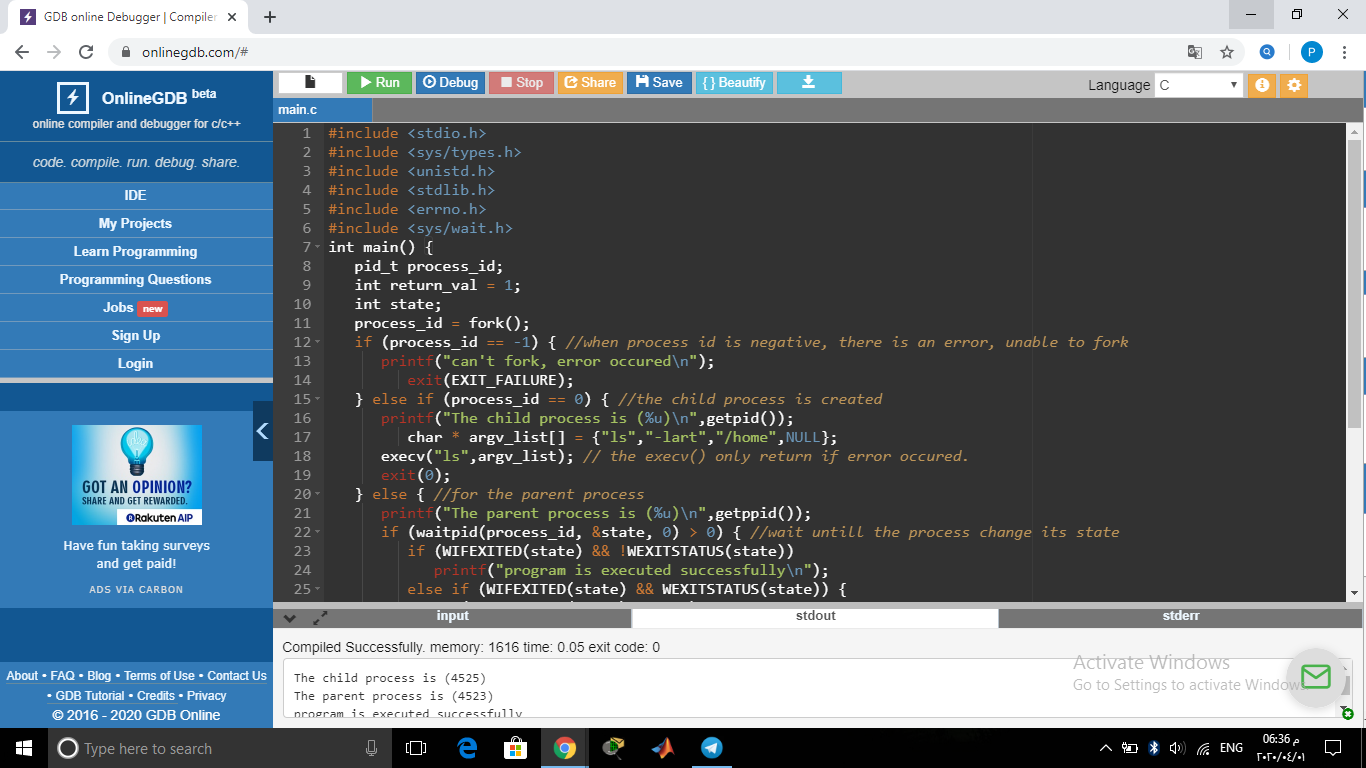 GDB online Debugger | Compiler
onlinegdb.com/#
P
OnlineGDB beta
online compiler and debugger for c/c++
code. compile. run. debug. share.
IDE
My Projects
Learn Programming
Programming Questions
Jobs new
Sign Up
Login
GOT AN OPINION?
SHARE AND GET REWARDED.
Rakuten AIP
Have fun taking surveys
and get paid!
ADS VIA CARBON
About • FAQ • Blog • Terms of Use • Contact Us
• GDB Tutorial • Credits • Privacy
© 2016 - 2020 GDB Online
Run Debug Stop Share Save {} Beautify
Language C
main.c
1 #include <stdio.h>
2 #include <sys/types.h>
3 #include <unistd.h>
4 #include <stdlib.h>
5 #include <errno.h>
6 #include <sys/wait.h>
7 int main() {
8 pid_t process_id;
9 int return_val = 1;
10 int state;
11 process_id = fork();
12 if (process_id == -1) { //when process id is negative, there is an error, unable to fork
13 printf("can't fork, error occured\n");
14 exit(EXIT_FAILURE);
15 } else if (process_id == 0) { //the child process is created
16 printf("The child process is (%u)\n",getpid());
17 char * argv_list[] = {"ls","-lart","/home",NULL};
18 execv("ls",argv_list); // the execv() only return if error occured.
19 exit(0);
20 } else { //for the parent process
21 printf("The parent process is (%u)\n",getppid());
22 if (waitpid(process_id, &state, 0) > 0) { //wait untill the process change its state
23 if (WIFEXITED(state) && !WEXITSTATUS(state))
24 printf("program is executed successfully\n");
25 else if (WIFEXITED(state) && WEXITSTATUS(state)) {
input stdout stderr
Compiled Successfully. memory: 1616 time: 0.05 exit code: 0
The child process is (4525)
The parent process is (4523)
program is executed successfully
Activate Windows
Go to Settings to activate Windows.
Type here to search
ENG
06:36 م
٢٠٢٠/٠٤/٠١